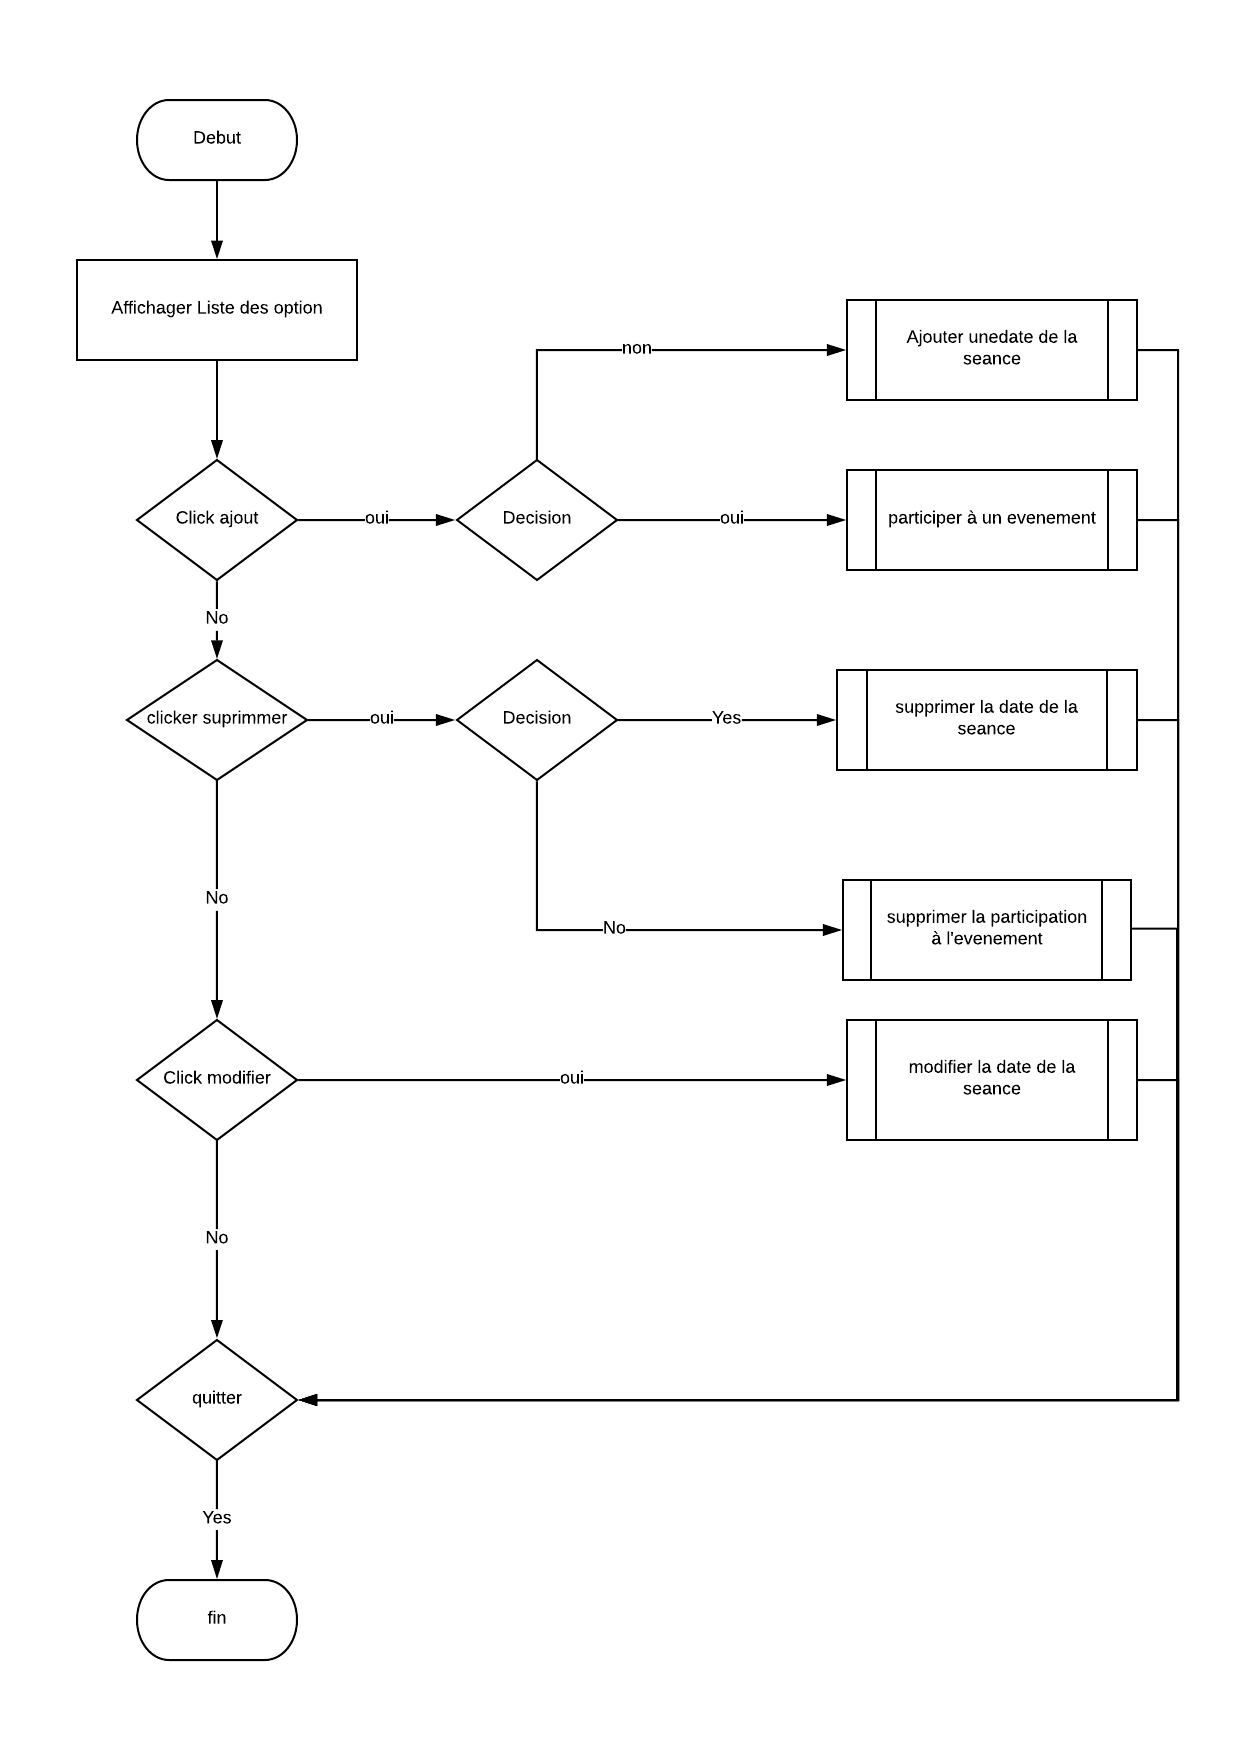 Debut
Affichager Liste des option
non
Ajouter unedate de la
seance
Click ajout
oui
Decision
oui
participer à un evenement
No
clicker suprimmer
oui
Decision
Yes
supprimer la date de la
seance
No
No
supprimer la participation
à l'evenement
Click modifier
oui
modifier la date de la
seance
No
quitter
Yes
fin